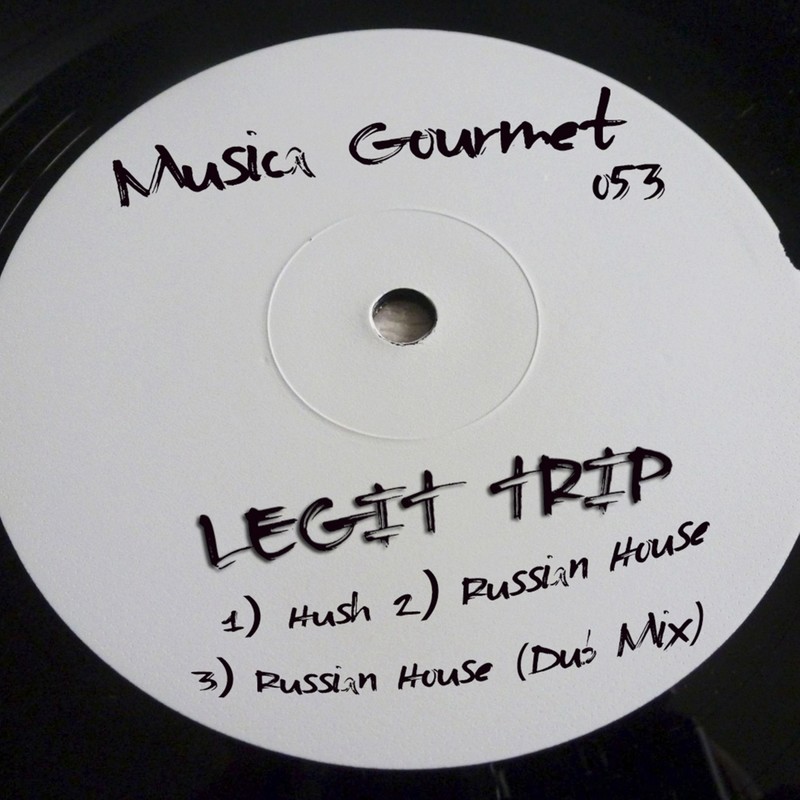 Musica Gourmet
053
LEGIT TRIP
1) Hush 2) Russian House
3) Russian House (Dub Mix)